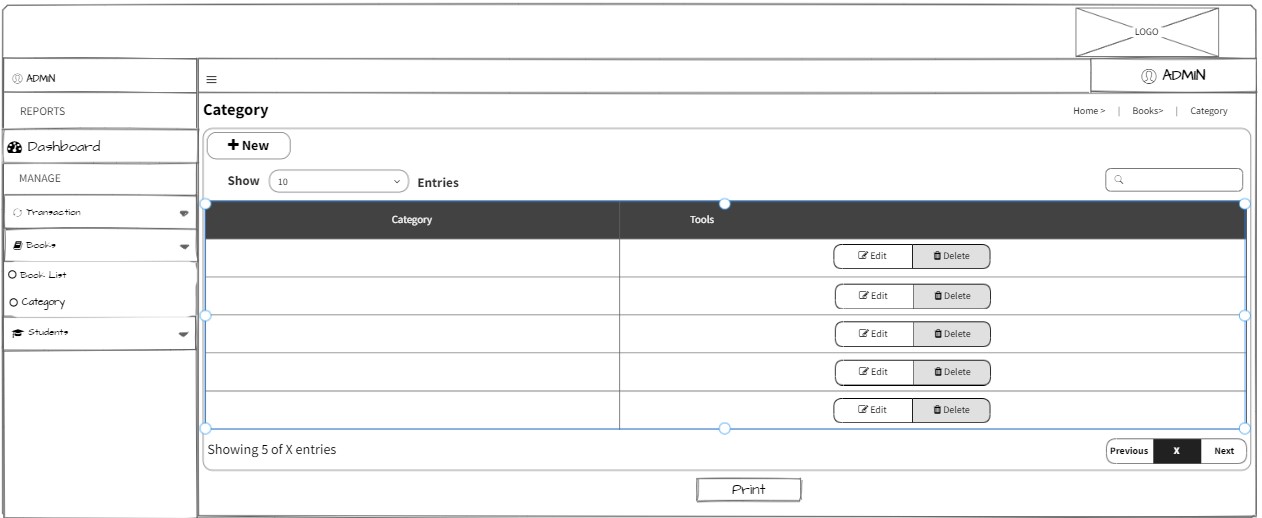 LOGO
ADMIN
ADMIN
REPORTS
Category
Home > | Books> | Category
Dashboard
+ New
MANAGE
Show 10 Entries
Transaction
Category Tools
Books
Edit Delete
Book List
Edit Delete
Category
Students
Edit Delete
Edit Delete
Edit Delete
Showing 5 of X entries
Previous X Next
Print